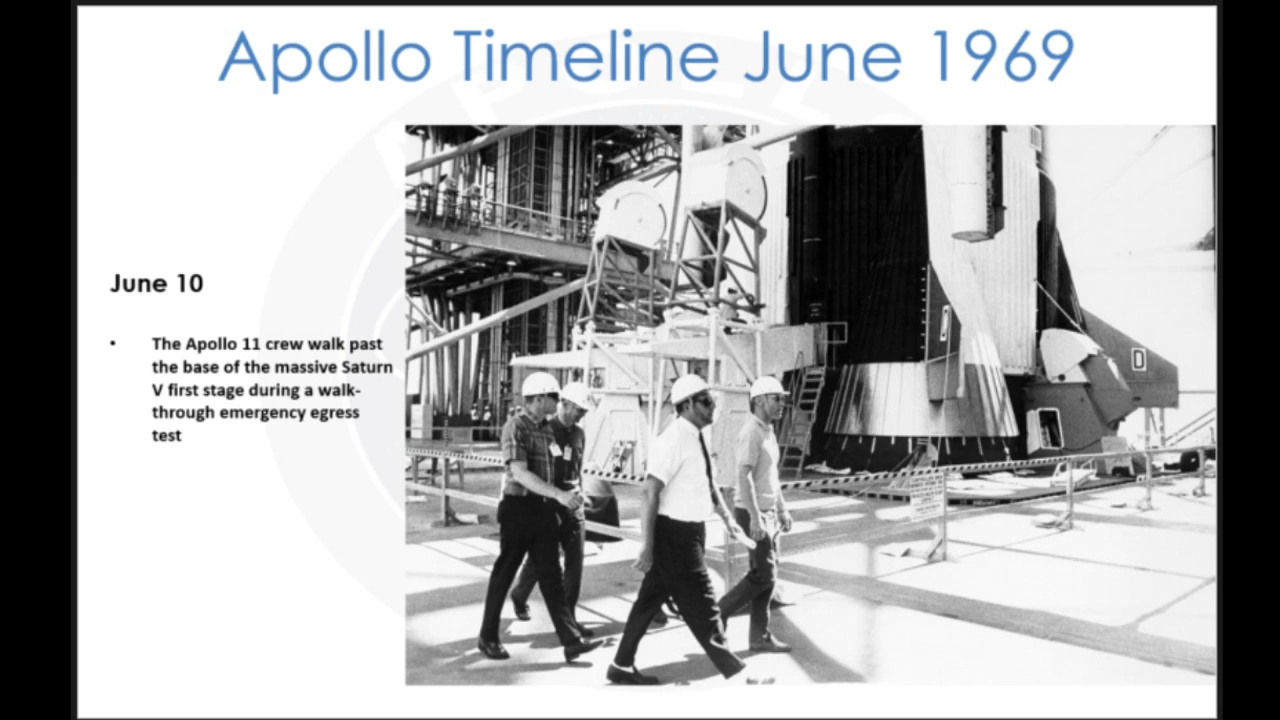 Apollo Timeline June 1969
June 10
• The Apollo 11 crew walk past
the base of the massive Saturn
V first stage during a walk-
through emergency egress
test
D